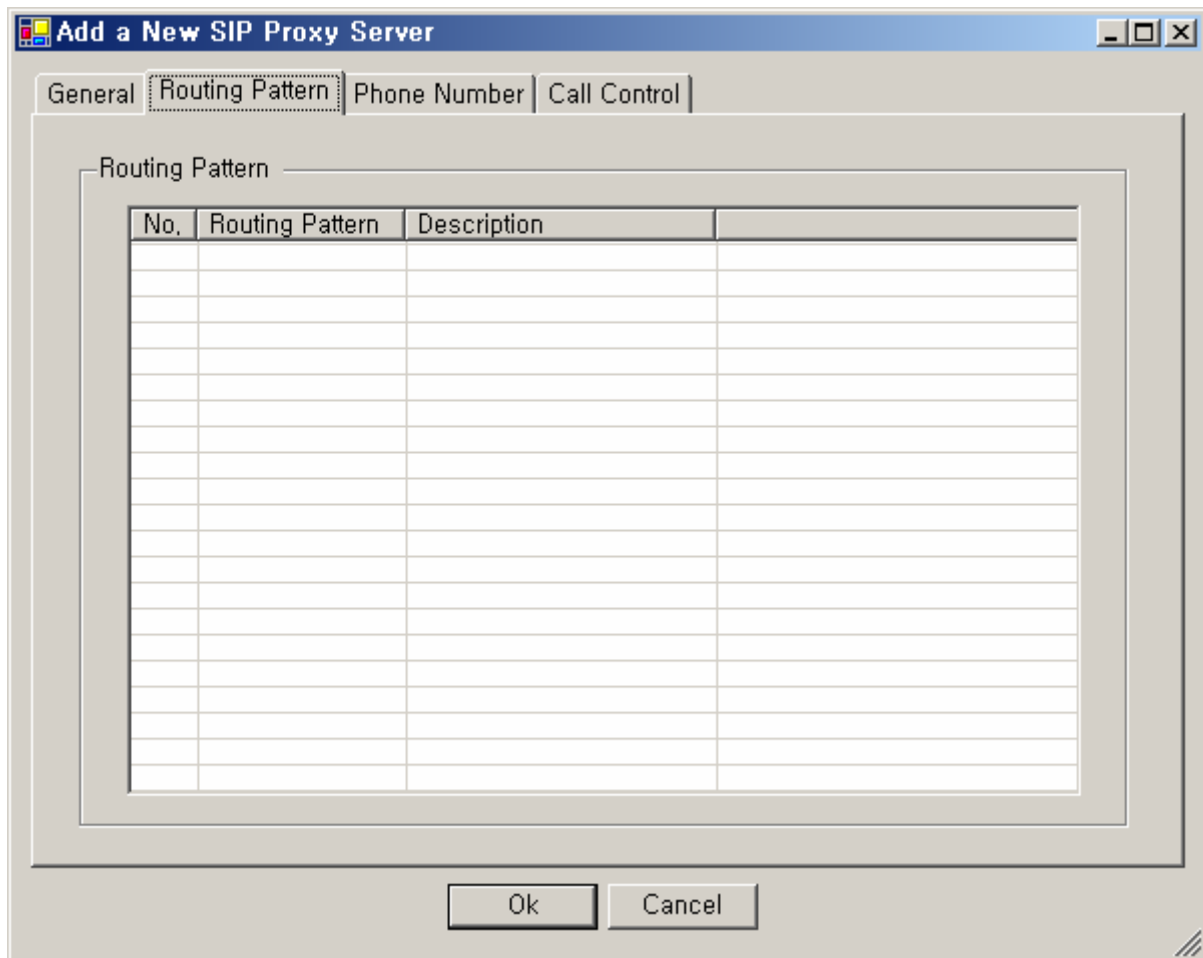 Add a New SIP Proxy Server
General Routing Pattern Phone Number Call Control
Routing Pattern
No, Routing Pattern Description
Ok Cancel